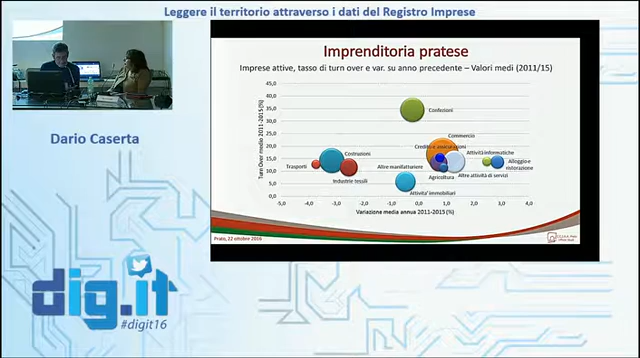 Leggere il territorio attraverso i dati del Registro Imprese
Dario Caserta
Imprenditoria pratese
Imprese attive, tasso di turn over e var. su anno precedente – Valori medi (2011/15)
Turn Over medio 2011-2015 (%)
45,0
40,0
35,0
30,0
25,0
20,0
15,0
10,0
5,0
0,0
Confezioni
Commercio
Credito e assicurazioni
Costruzioni
Attività informatiche
Trasporti
Altre manifatturiere
Alloggio e
ristorazione
Industrie tessili
Agricoltura
Altre attività di servizi
Attivita' immobiliari
-5,0
-4,0
-3,0
-2,0
-1,0
0,0
1,0
2,0
3,0
4,0
Variazione media annua 2011-2015 (%)
Prato, 22 ottobre 2016
dig.it
#digit16